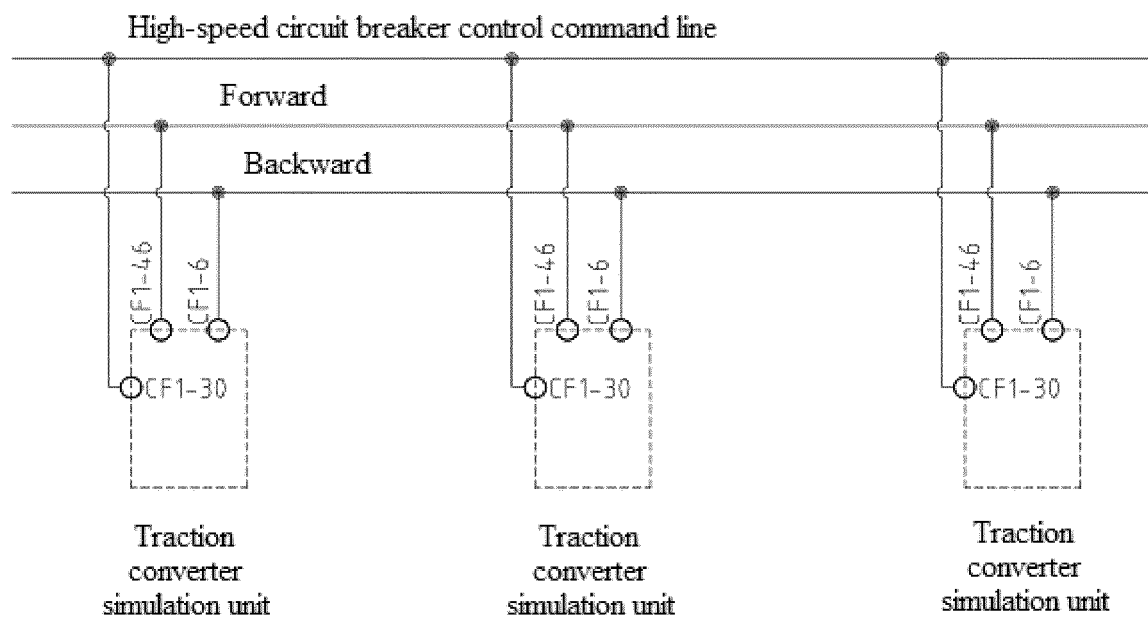 High-speed circuit breaker control command line
Forward
Backward
CF1-46
CF1-6
CF1-46
CF1-6
CF1-46
CF1-6
CF1-30
CF1-30
CF1-30
Traction
converter
simulation unit
Traction
converter
simulation unit
Traction
converter
simulation unit